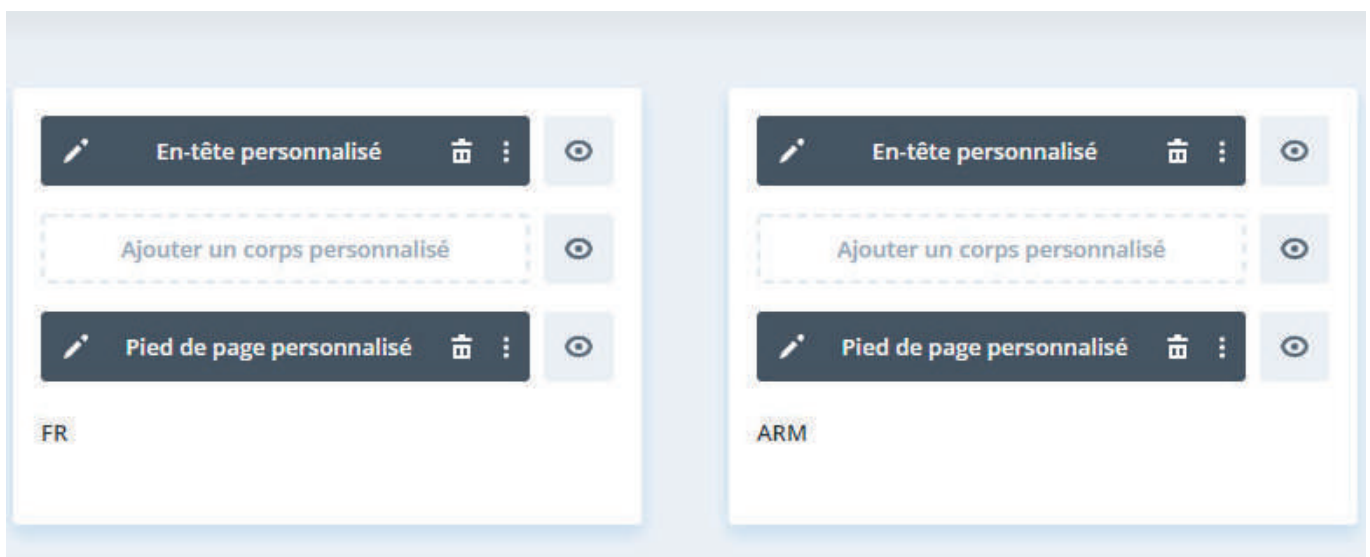 En-tête personnalisé
Ajouter un corps personnalisé
Pied de page personnalisé
FR
En-tête personnalisé
Ajouter un corps personnalisé
Pied de page personnalisé
ARM